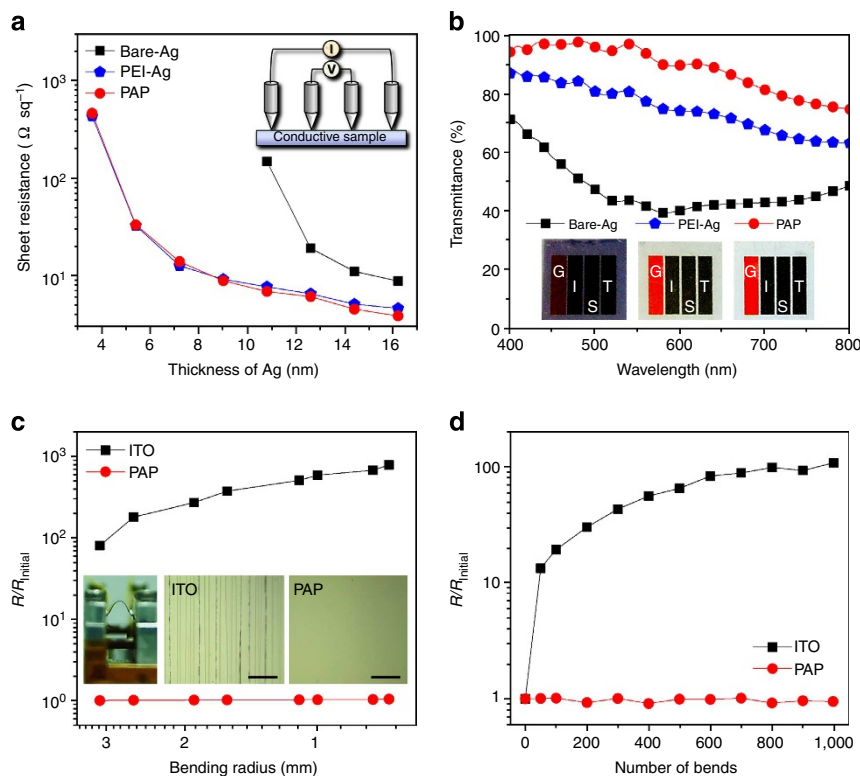 a
Bare-Ag
PEI-Ag
PAP
I
V
Conductive sample
10³
10²
10¹
Sheet resistance ( Ω sq⁻¹)
4 6 8 10 12 14 16
Thickness of Ag (nm)
b
100
80
60
40
20
0
Transmittance (%)
Bare-Ag PEI-Ag PAP
G I S T
G I S T
G I S T
400 500 600 700 800
Wavelength (nm)
c
ITO
PAP
10³
10²
10¹
10⁰
R/RInitial
ITO
PAP
3 2 1
Bending radius (mm)
d
100
10
1
R/RInitial
ITO
PAP
0 200 400 600 800 1,000
Number of bends